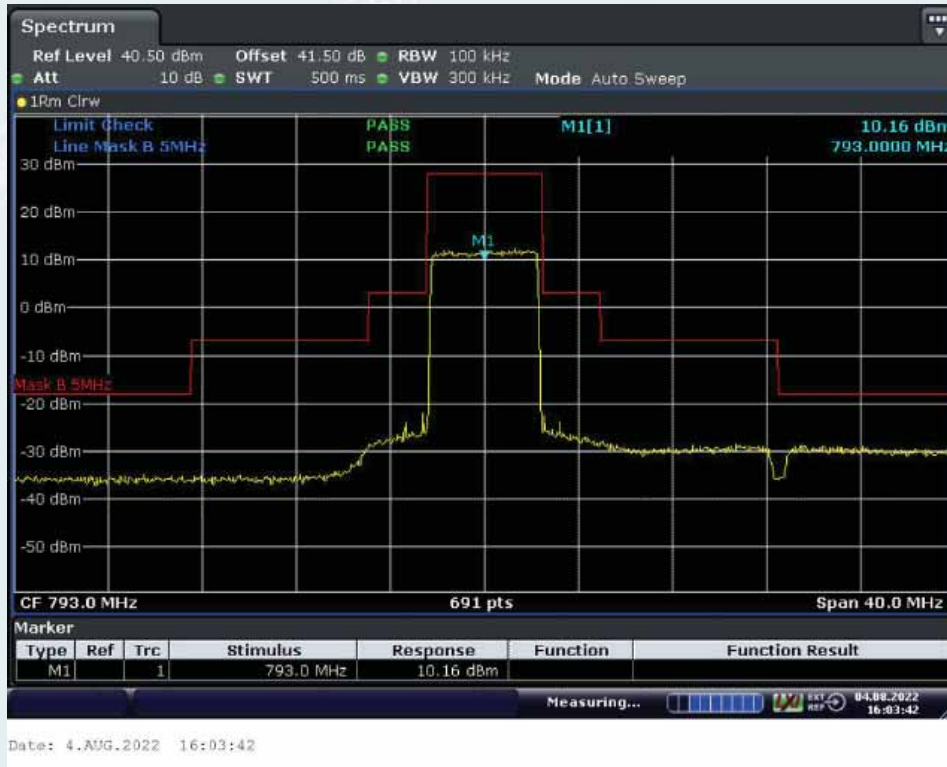 Spectrum
Ref Level 40.50 dBm Offset 41.50 dB RBW 100 kHz
Att 10 dB SWT 500 ms VBW 300 kHz Mode Auto Sweep
1Rm Clrw
Limit Check PASS M1[1] 10.16 dBm
Line Mask B 5MHz PASS 793.0000 MHz
30 dBm
20 dBm
M1
10 dBm
0 dBm
-10 dBm
Mask B 5MHz
-20 dBm
-30 dBm
-40 dBm
-50 dBm
CF 793.0 MHz 691 pts Span 40.0 MHz
Marker
Type Ref Trc Stimulus Response Function Function Result
M1 1 793.0 MHz 10.16 dBm
Measuring... EXT REF 04.08.2022
16:03:42
Date: 4.AUG.2022 16:03:42